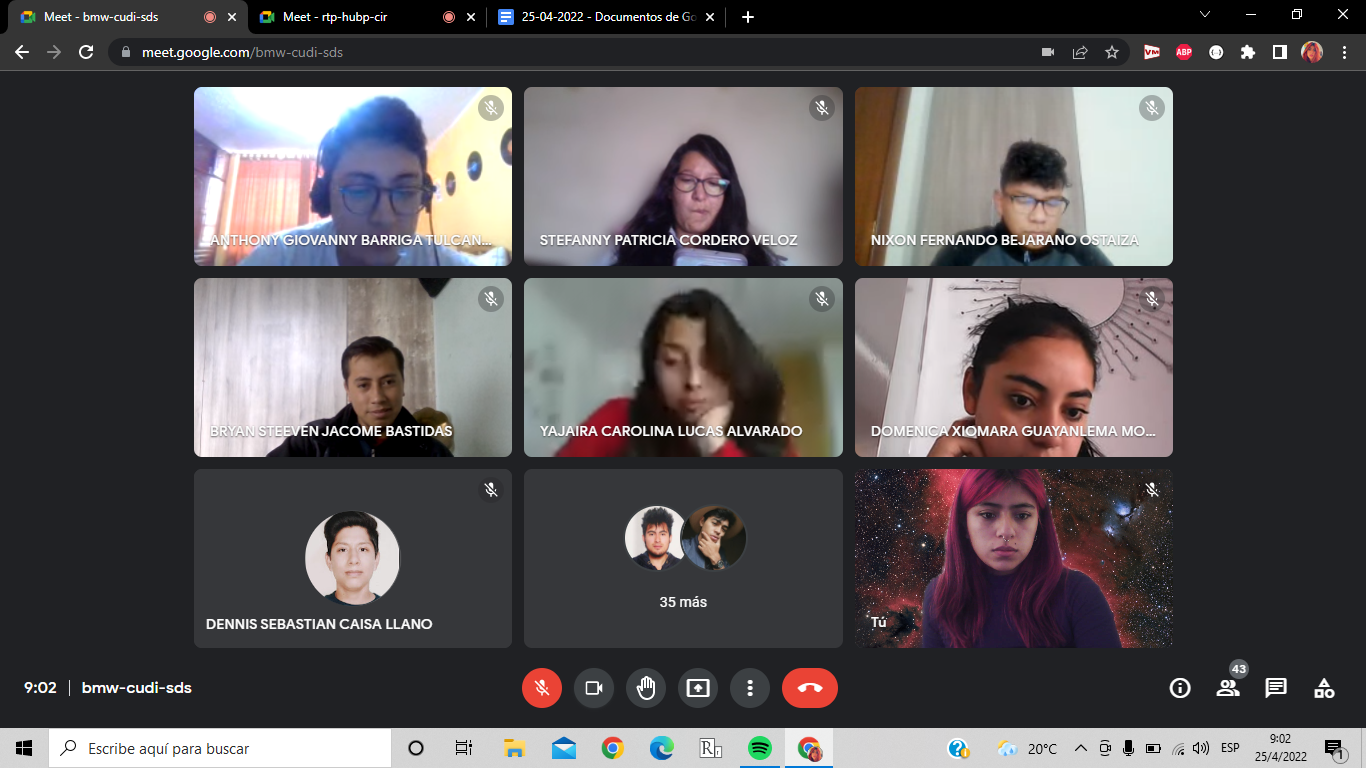 Meet - bmw-cudi-sds
Meet - rtp-hubp-cir
25-04-2022 - Documentos de Go
meet.google.com/bmw-cudi-sds
VM
ABP
ANTHONY GIOVANNY BARRIGA TULCAN...
STEFANNY PATRICIA CORDERO VELOZ
NIXON FERNANDO BEJARANO OSTAIZA
BRYAN STEEVEN JACOME BASTIDAS
YAJAIRA CAROLINA LUCAS ALVARADO
DOMENICA XIOMARA GUAYANLEMA MO...
DENNIS SEBASTIAN CAISA LLANO
35 más
Tú
9:02
bmw-cudi-sds
43
Escribe aquí para buscar
20°C
ESP
9:02
25/4/2022
1